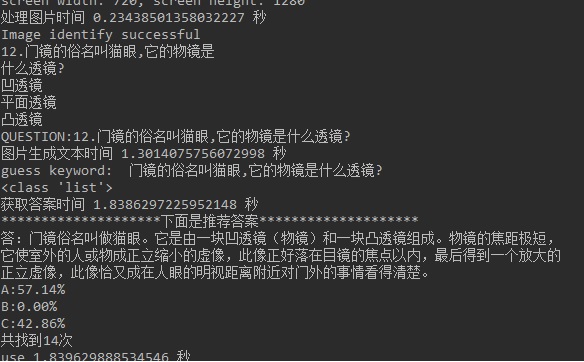 screen width: 720, screen height: 1280
处理图片时间 0.23438501358032227 秒
Image identify successful
12.门镜的俗名叫猫眼,它的物镜是
什么透镜?
凹透镜
平面透镜
凸透镜
QUESTION:12.门镜的俗名叫猫眼,它的物镜是什么透镜?
图片生成文本时间 1.3014075756072998 秒
guess keyword:  门镜的俗名叫猫眼,它的物镜是什么透镜?
<class 'list'>
获取答案时间 1.8386297225952148 秒
********************下面是推荐答案********************
答: 门镜俗名叫做猫眼。它是由一块凹透镜（物镜）和一块凸透镜组成。物镜的焦距极短，
它使室外的人或物成正立缩小的虚像，此像正好落在目镜的焦点以内，最后得到一个放大的
正立虚像，此像恰又成在人眼的明视距离附近对门外的事情看得清楚。
A:57.14%
B:0.00%
C:42.86%
共找到14次
use 1.839629888534546 秒